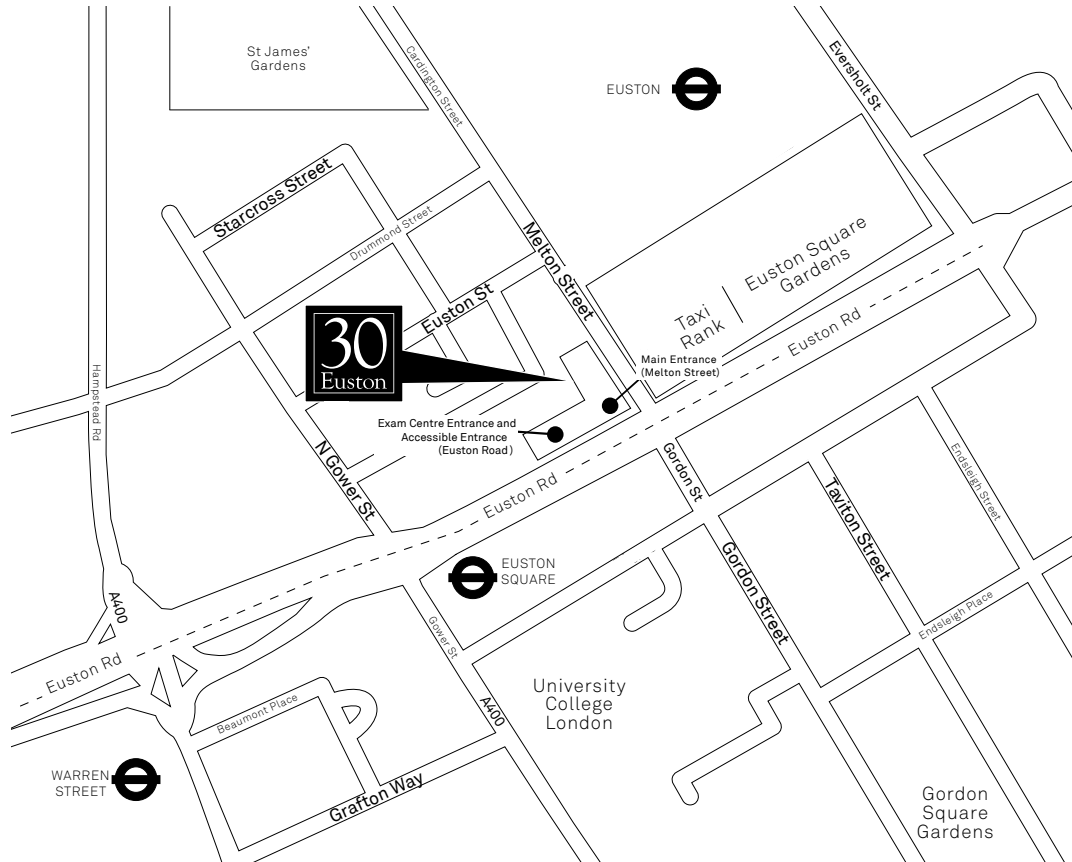 St James’
Gardens
Cardington Street
EUSTON
Eversholt St
Starcross Street
Drummond Street
Melton Street
Euston Square
Gardens
Taxi
Rank
Euston St
30
Euston
Euston Rd
Main Entrance
(Melton Street)
Hampstead Rd
Exam Centre Entrance and
Accessible Entrance
(Euston Road)
N Gower St
Euston Rd
Gordon St
Endsleigh Street
Taviton Street
EUSTON
SQUARE
Gordon Street
A400
Gower St
Endsleigh Place
Euston Rd
University
College
London
Beaumont Place
A400
WARREN
STREET
Grafton Way
Gordon
Square
Gardens